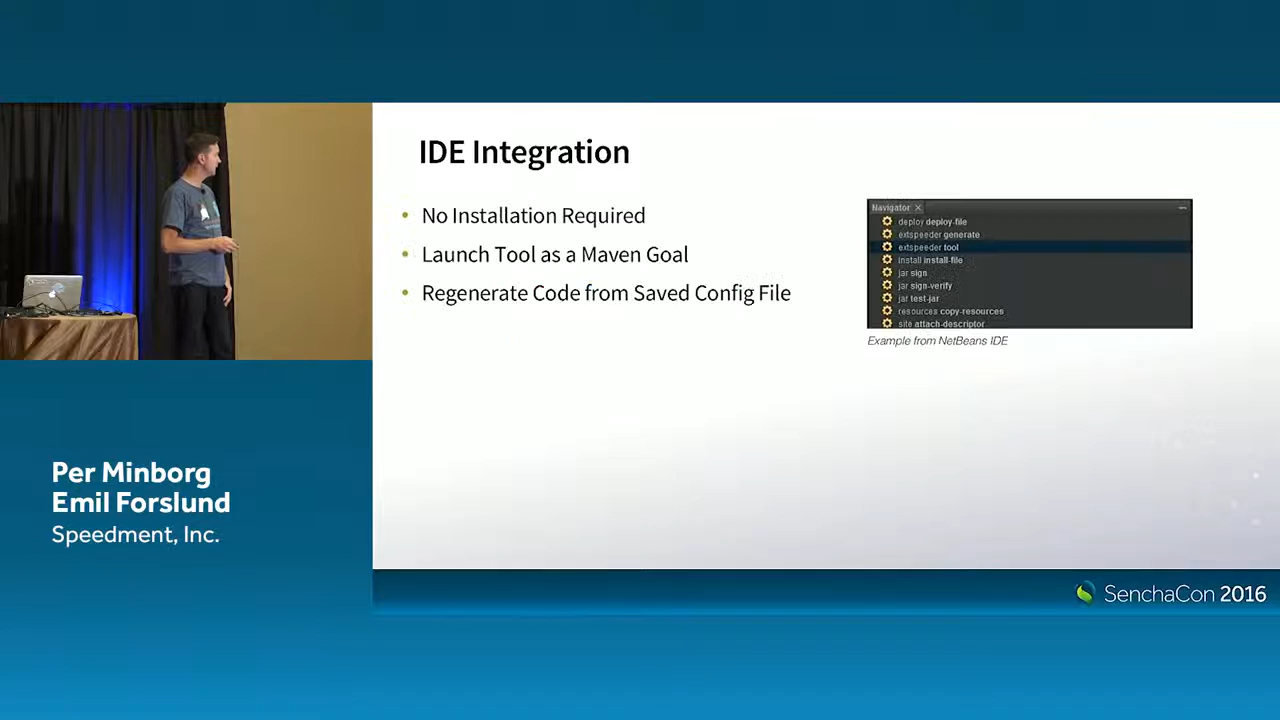 IDE Integration
• No Installation Required
• Launch Tool as a Maven Goal
• Regenerate Code from Saved Config File
Navigator ×
deploy deploy-file
extspeeder generate
extspeeder tool
install install-file
jar sign
jar sign-verify
jar test-jar
resources copy-resources
site attach-descriptor
Example from NetBeans IDE
Per Minborg
Emil Forslund
Speedment, Inc.
SenchaCon 2016